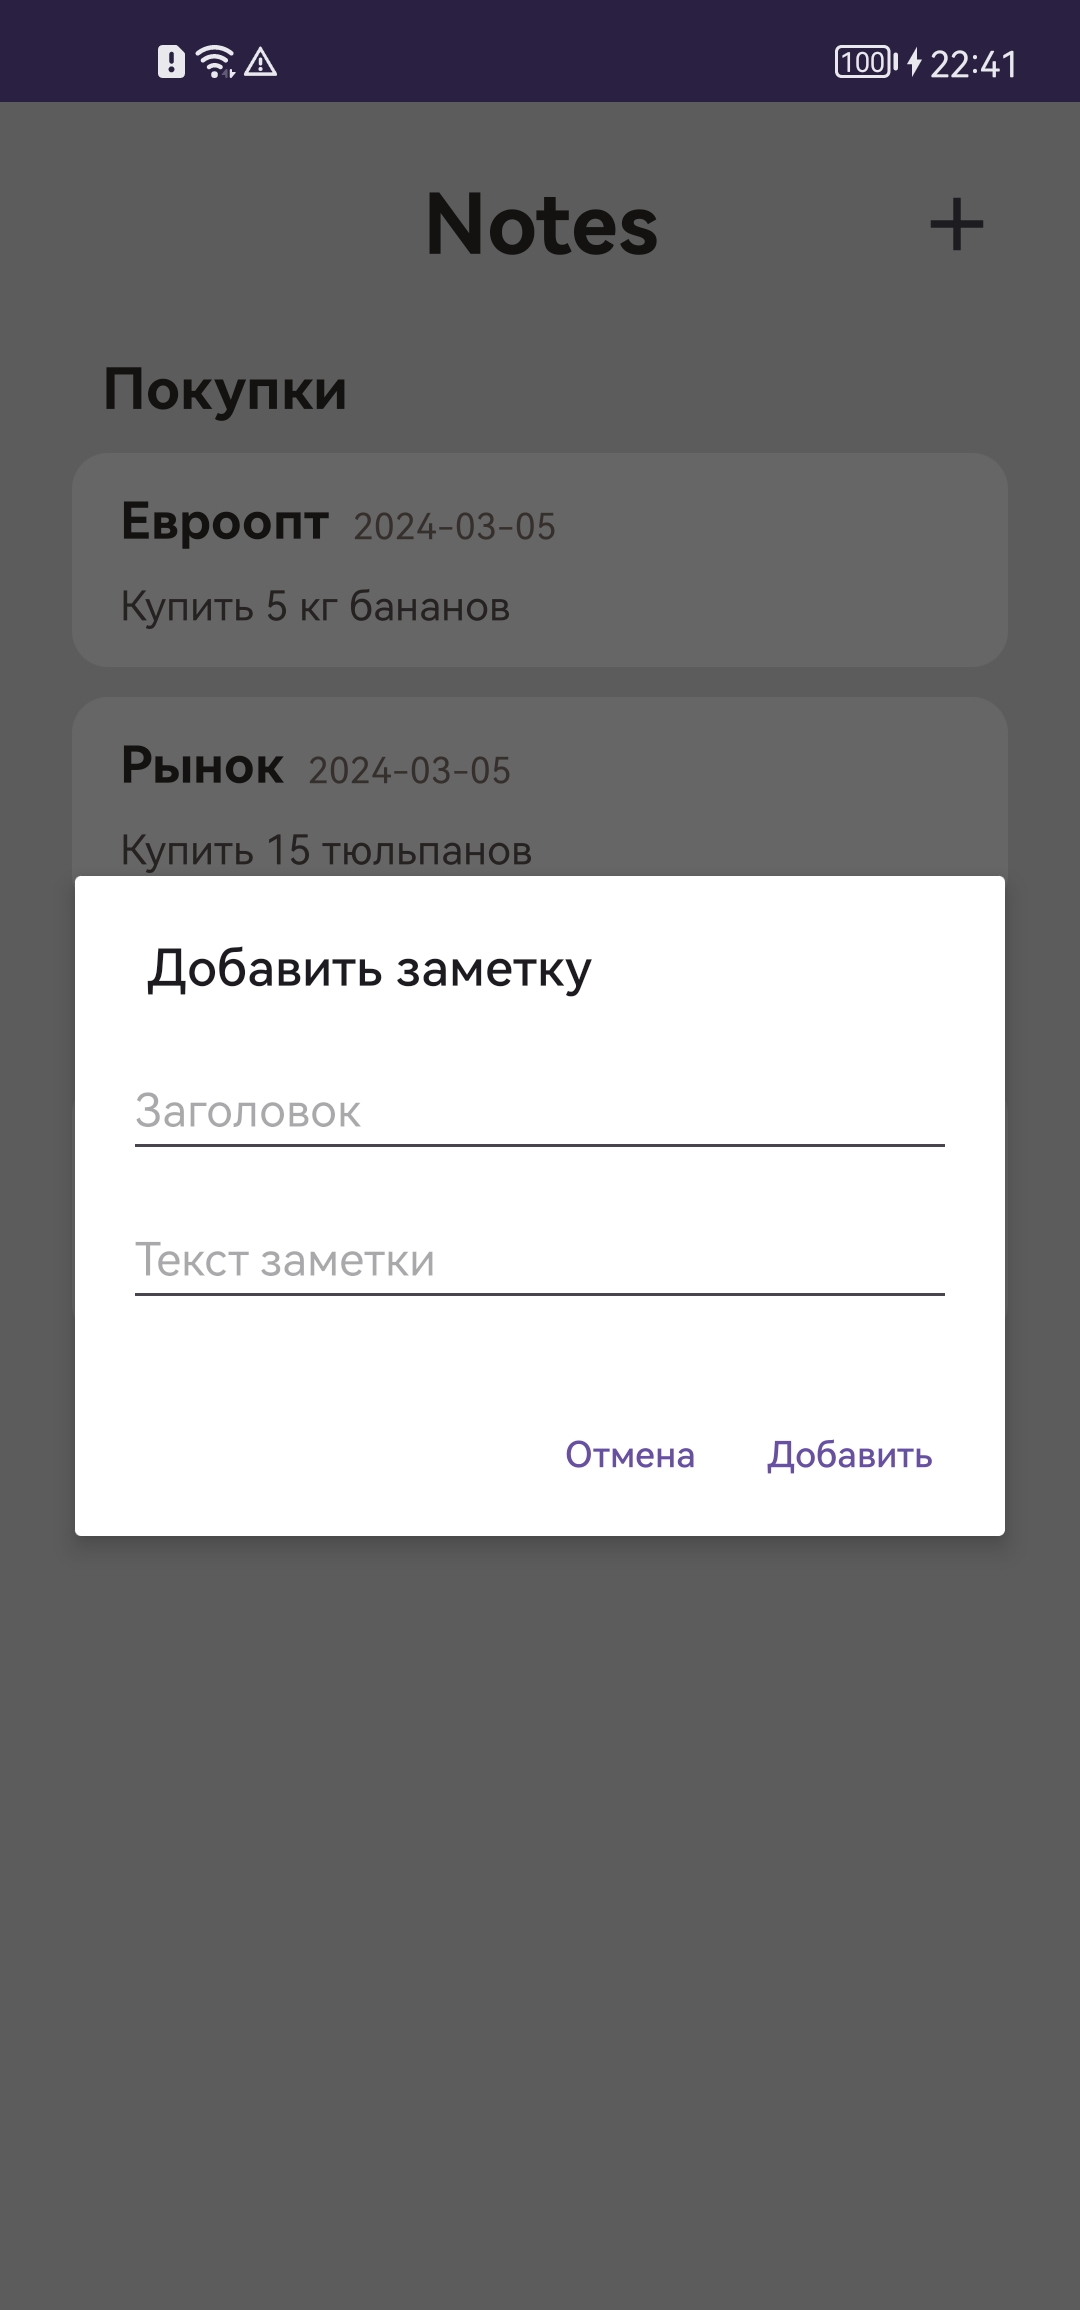 100 22:41
Notes
Покупки
Евроопт 2024-03-05
Купить 5 кг бананов
Рынок 2024-03-05
Купить 15 тюльпанов
Добавить заметку
Заголовок
Текст заметки
Отмена Добавить